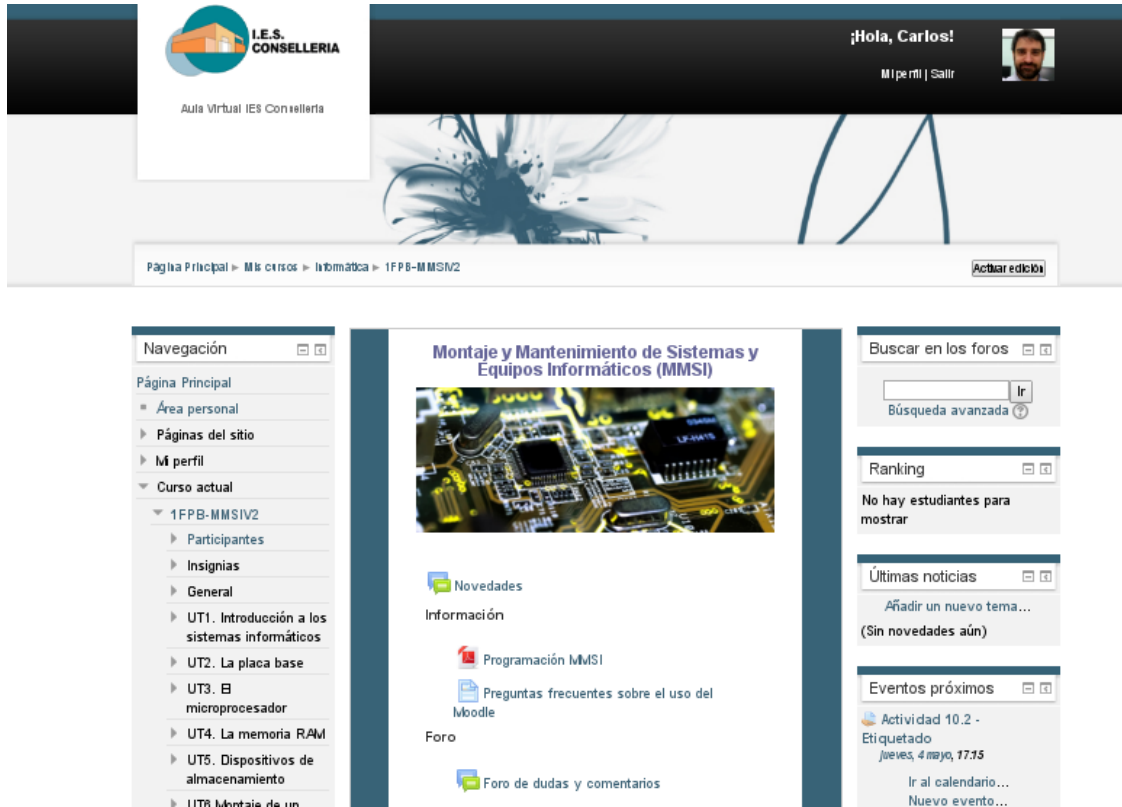 I.E.S.
CONSELLERIA
Aula Virtual IES Conselleria
¡Hola, Carlos!
Mi perfil | Salir
Página Principal ► Mis cursos ► Informática ► 1FPB-MMSIV2
Activar edición
Navegación
Página Principal
Área personal
Páginas del sitio
Mi perfil
Curso actual
1FPB-MMSIV2
Participantes
Insignias
General
UT1. Introducción a los
sistemas informáticos
UT2. La placa base
UT3. El
microprocesador
UT4. La memoria RAM
UT5. Dispositivos de
almacenamiento
UT6 Montaje de un
Montaje y Mantenimiento de Sistemas y
Equipos Informáticos (MMSI)
LF-H41S
Novedades
Información
Programación MMSI
Preguntas frecuentes sobre el uso del
Moodle
Foro
Foro de dudas y comentarios
Buscar en los foros
Ir
Búsqueda avanzada
Ranking
No hay estudiantes para
mostrar
Últimas noticias
Añadir un nuevo tema...
(Sin novedades aún)
Eventos próximos
Actividad 10.2 -
Etiquetado
jueves, 4 mayo, 17:15
Ir al calendario...
Nuevo evento...